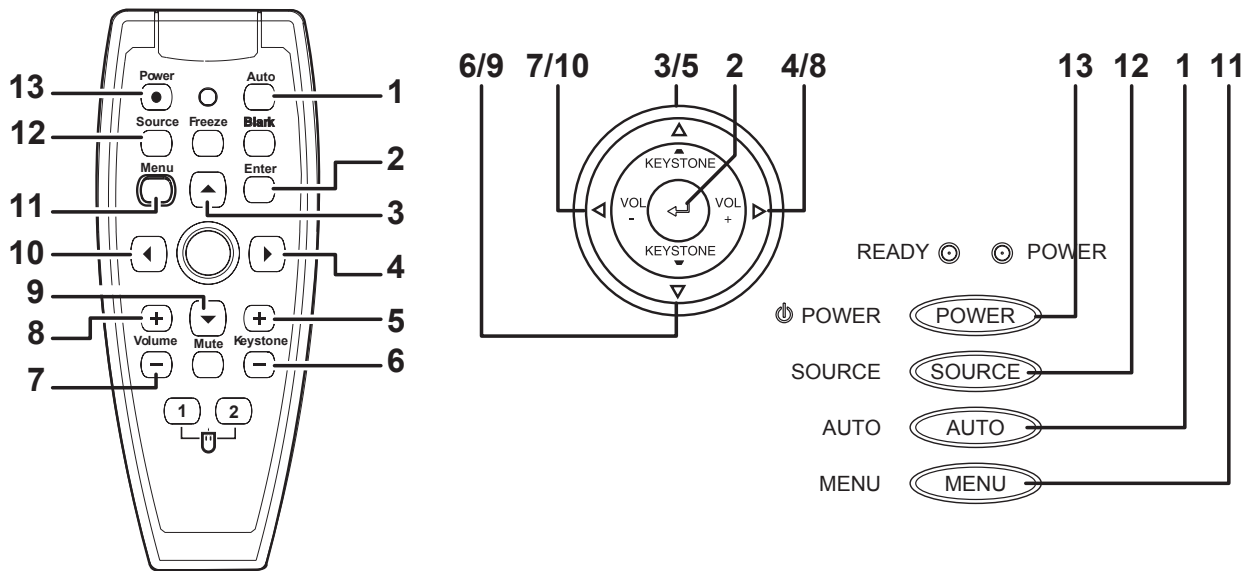 13
Power
Auto
1
12
Source
Freeze
Blank
2
Menu
Enter
11
3
10
4
9
8
+
+
5
Volume
Mute
Keystone
7
−
−
6
1
2
6/9 7/10 3/5 2 4/8
KEYSTONE
VOL
-
VOL
+
KEYSTONE
13 12 1 11
READY
POWER
POWER
POWER
SOURCE
SOURCE
AUTO
AUTO
MENU
MENU